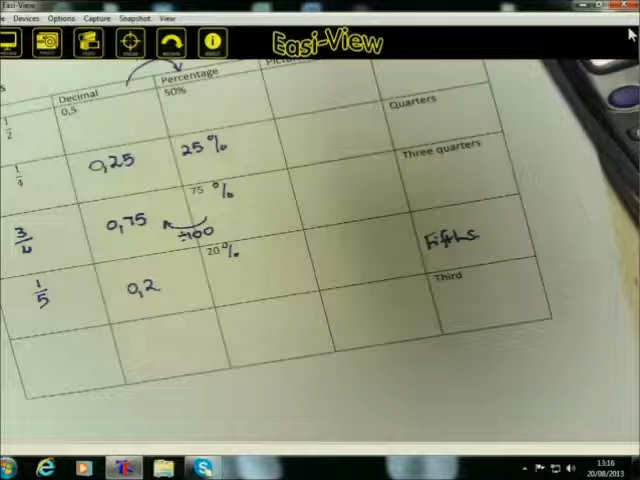 Easi-View
Devices Options Capture Snapshot View
Easi-View
Decimal Percentage
1/2 0,5 50%
1/4 0,25 25% Quarters
3/4 0,75 75% Three quarters
÷100
1/5 0,2 20% Fifths
Third
13:16
20/08/2013